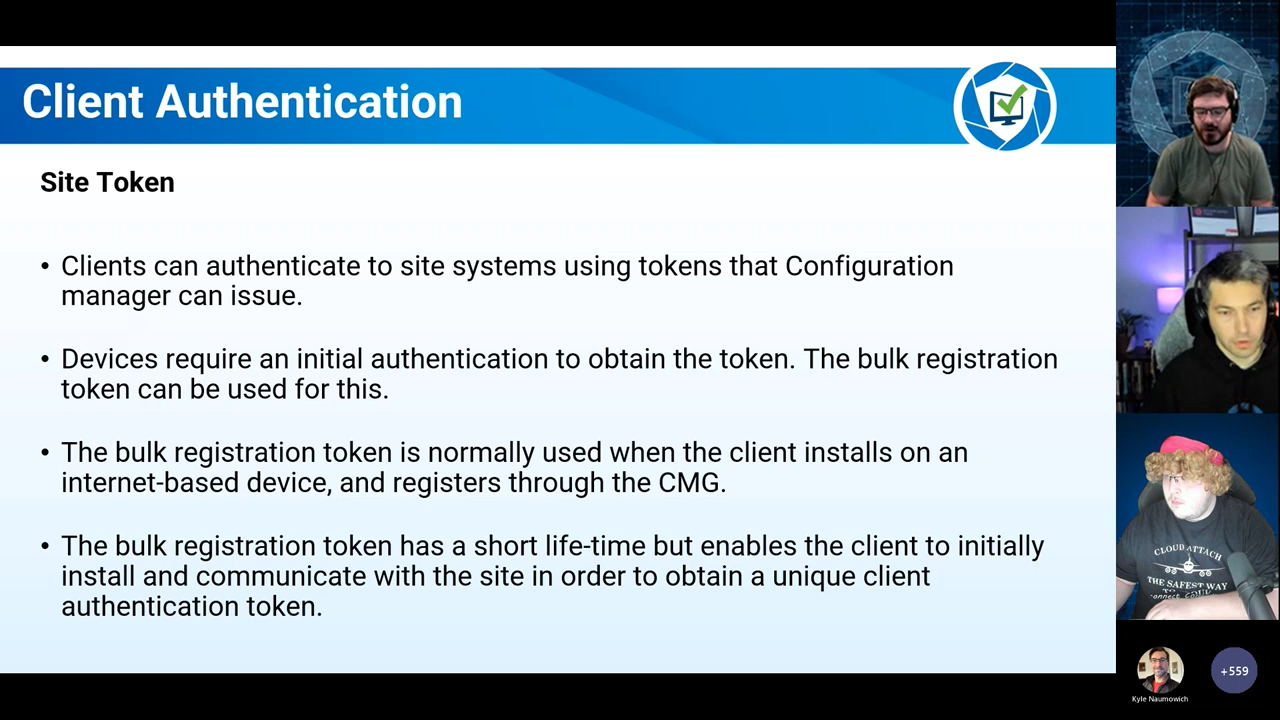 Client Authentication
Site Token
• Clients can authenticate to site systems using tokens that Configuration
manager can issue.
• Devices require an initial authentication to obtain the token. The bulk registration
token can be used for this.
• The bulk registration token is normally used when the client installs on an
internet-based device, and registers through the CMG.
• The bulk registration token has a short life-time but enables the client to initially
install and communicate with the site in order to obtain a unique client
authentication token.
CLOUD ATTACH
THE SAFEST WAY
Kyle Naumowich
+559